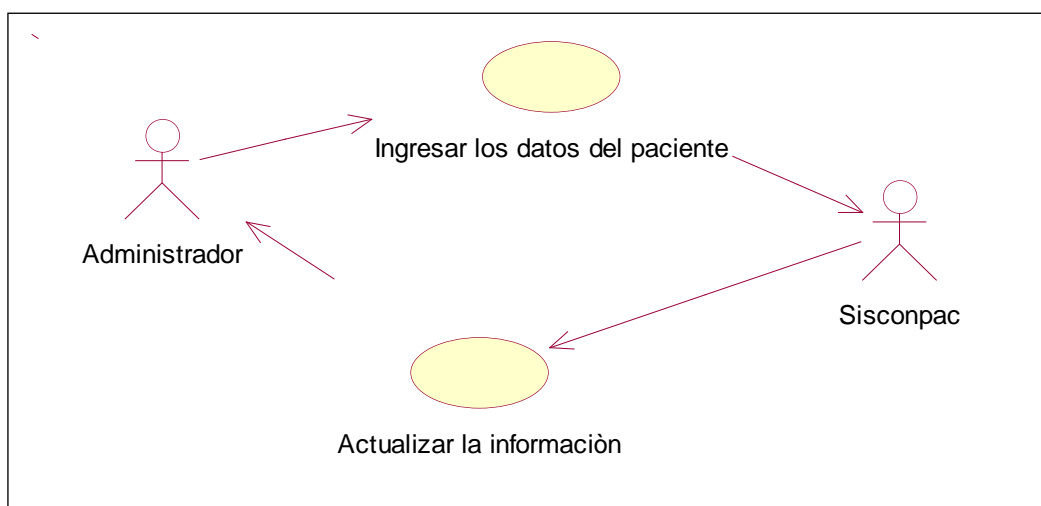 Ingresar los datos del paciente
Administrador
Sisconpac
Actualizar la informaciòn